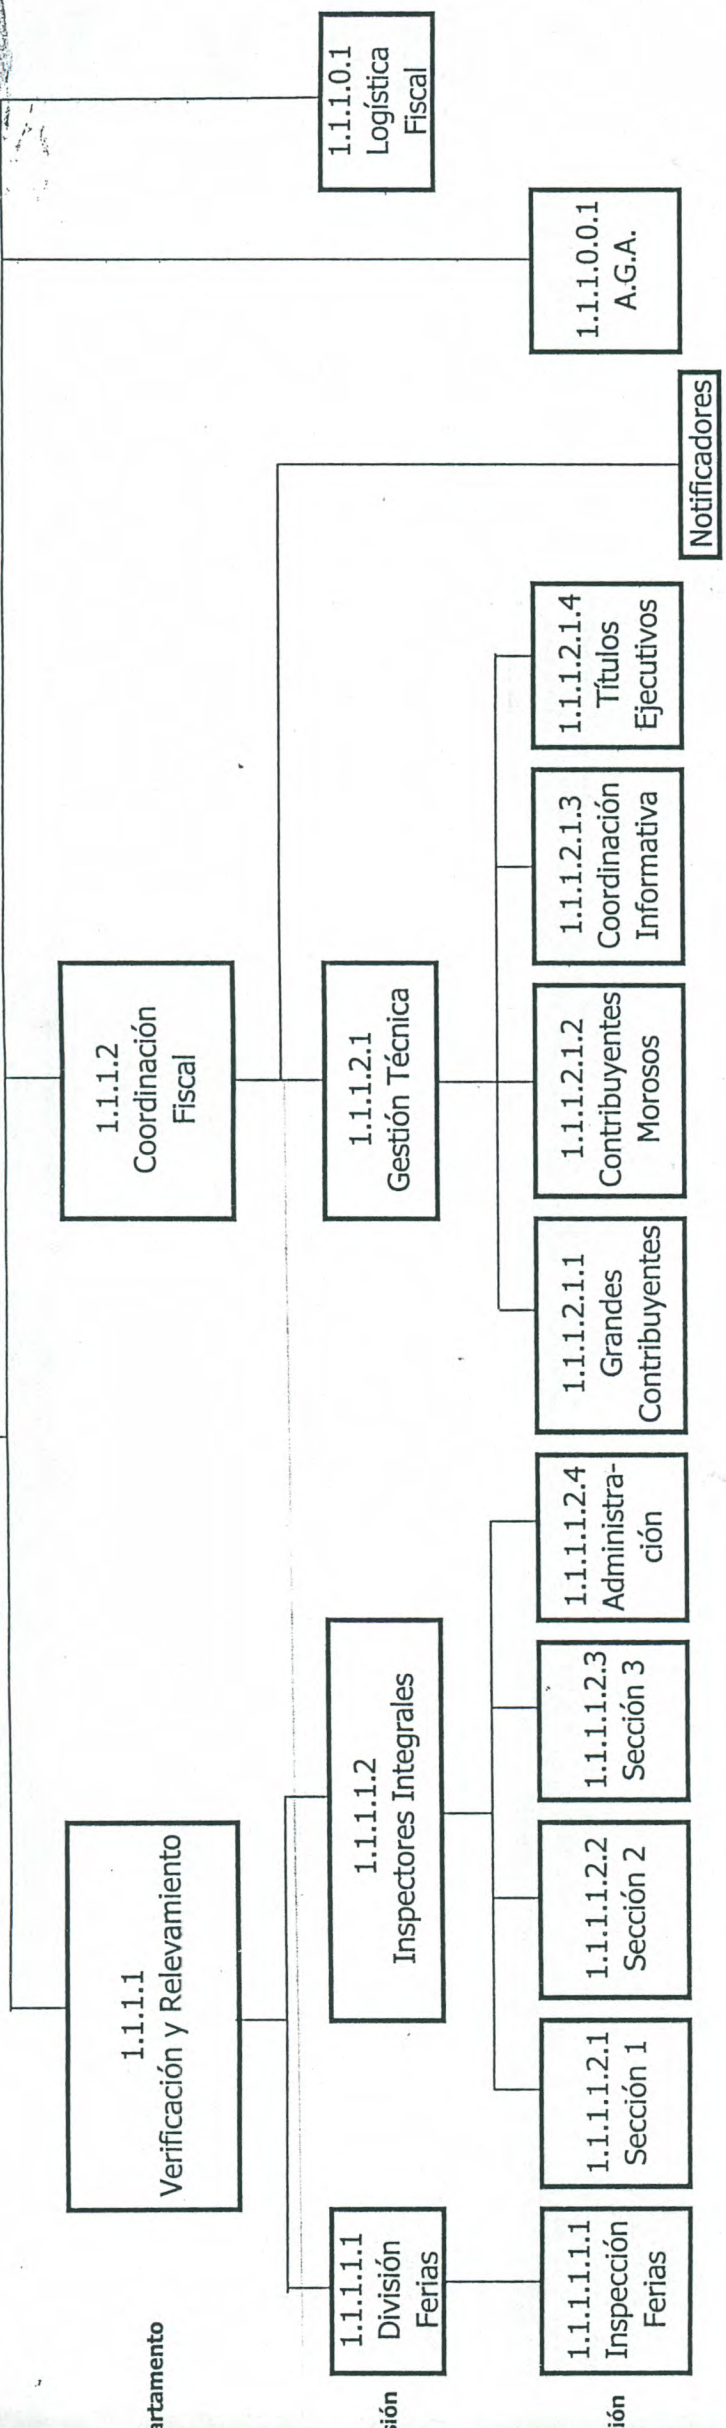 artamento
1.1.1.1
Verificación y Relevamiento
1.1.1.2
Coordinación
Fiscal
sión
1.1.1.1.1
División
Ferias
1.1.1.1.2
Inspectores Integrales
1.1.1.2.1
Gestión Técnica
1.1.1.0.1
Logística
Fiscal
ión
1.1.1.1.1.1
Inspección
Ferias
1.1.1.1.2.1
Sección 1
1.1.1.1.2.2
Sección 2
1.1.1.1.2.3
Sección 3
1.1.1.1.2.4
Administra-
ción
1.1.1.2.1.1
Grandes
Contribuyentes
1.1.1.2.1.2
Contribuyentes
Morosos
1.1.1.2.1.3
Coordinación
Informativa
1.1.1.2.1.4
Títulos
Ejecutivos
1.1.1.0.0.1
A.G.A.
Notificadores